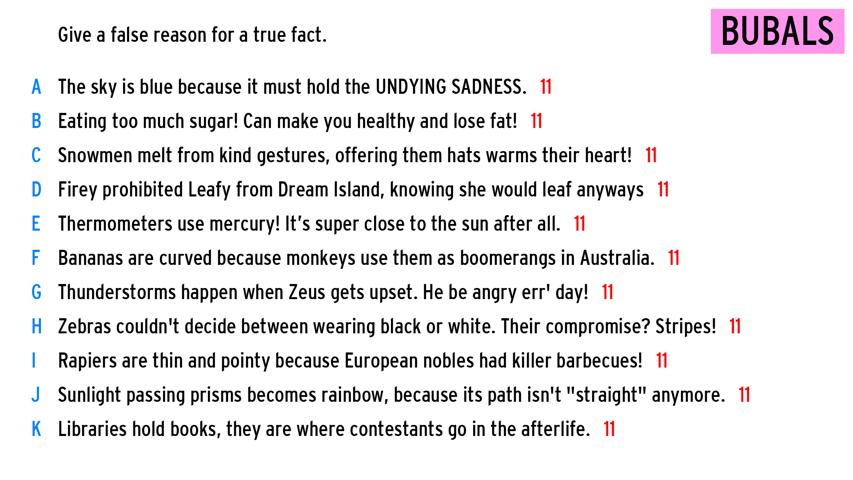 Give a false reason for a true fact.
BUBALS
A The sky is blue because it must hold the UNDYING SADNESS. 11
B Eating too much sugar! Can make you healthy and lose fat! 11
C Snowmen melt from kind gestures, offering them hats warms their heart! 11
D Firey prohibited Leafy from Dream Island, knowing she would leaf anyways 11
E Thermometers use mercury! It's super close to the sun after all. 11
F Bananas are curved because monkeys use them as boomerangs in Australia. 11
G Thunderstorms happen when Zeus gets upset. He be angry err' day! 11
H Zebras couldn't decide between wearing black or white. Their compromise? Stripes! 11
I Rapiers are thin and pointy because European nobles had killer barbecues! 11
J Sunlight passing prisms becomes rainbow, because its path isn't "straight" anymore. 11
K Libraries hold books, they are where contestants go in the afterlife. 11